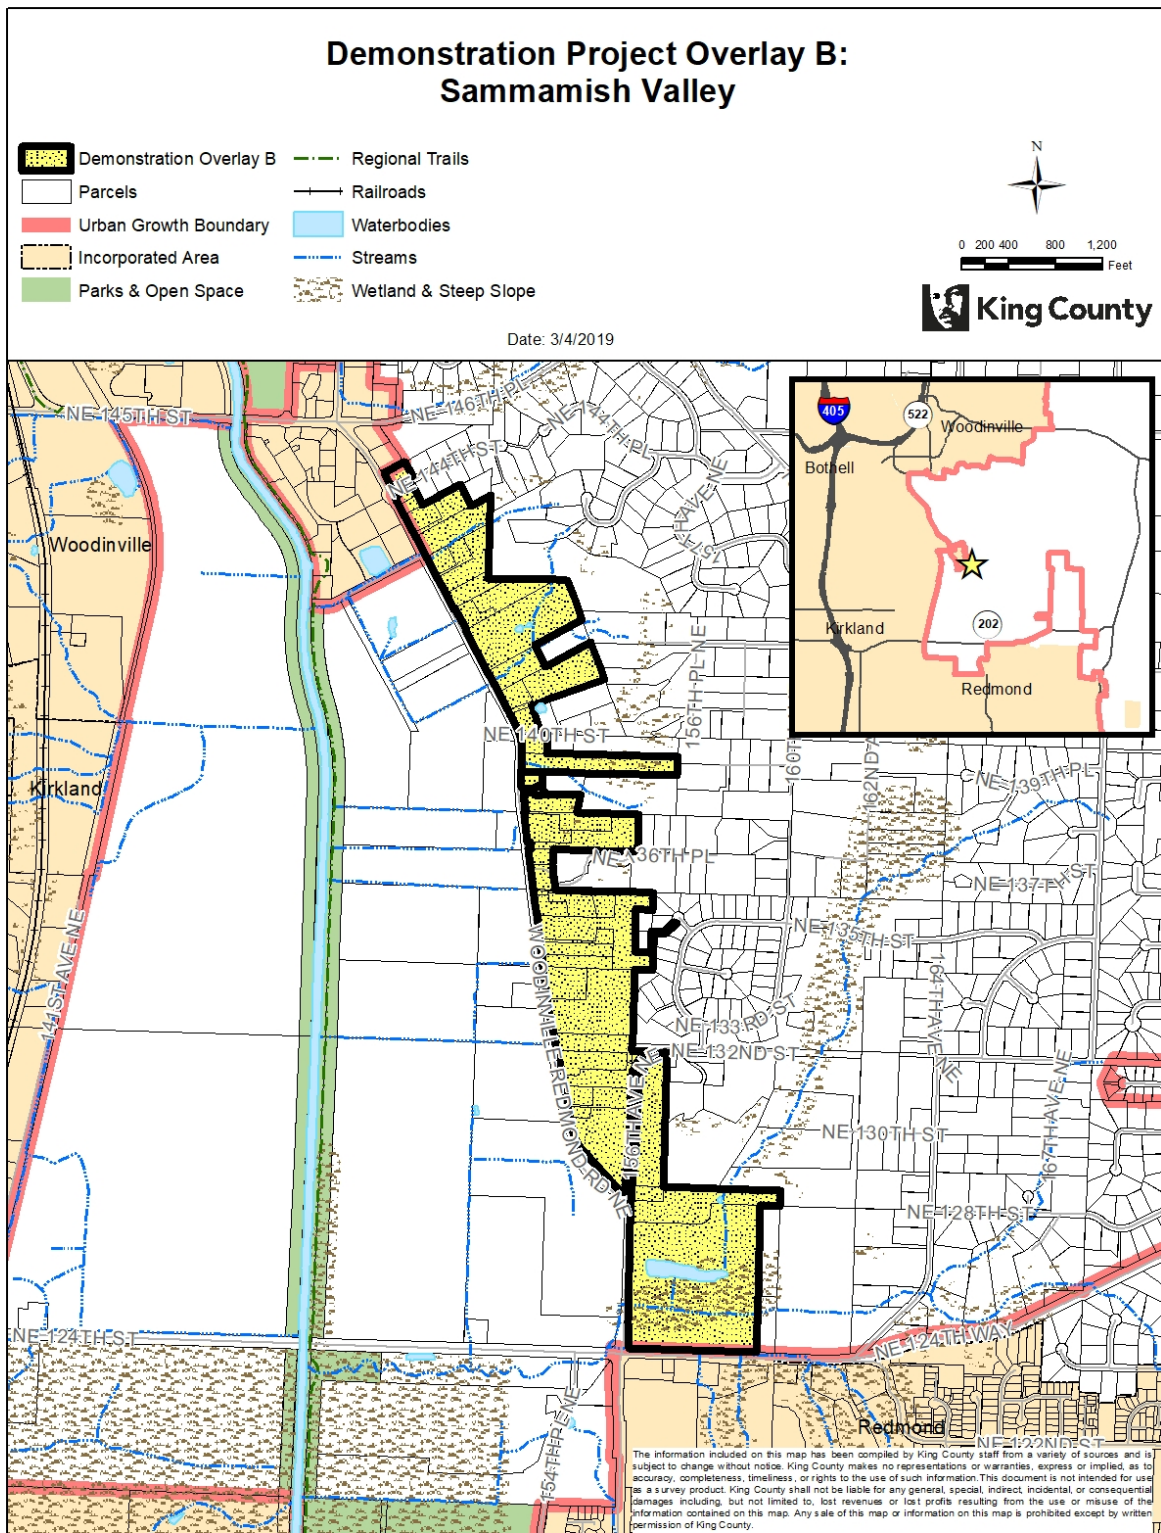 Demonstration Project Overlay B:
Sammamish Valley
Demonstration Overlay B
Parcels
Urban Growth Boundary
Incorporated Area
Parks & Open Space
Regional Trails
Railroads
Waterbodies
Streams
Wetland & Steep Slope
N
0 200 400 800 1,200
Feet
King County
Date: 3/4/2019
NE 145TH ST
NE 146TH PL
NE 144TH PL
NE 144TH ST
157TH AVE NE
Woodinville
405
522
Woodinville
Bothell
Kirkland
202
Redmond
156TH PL NE
NE 140TH ST
160T
162ND A
NE 139TH PL
Kirkland
NE 136TH PL
NE 137TH ST
NE 135TH ST
141ST AVE NE
WOODINVILLE-REDMOND RD NE
164TH AVE NE
NE 133RD ST
NE 132ND ST
156TH AVE NE
167TH AVE NE
NE 130TH ST
NE 128TH ST
NE 124TH ST
NE 124TH WAY
154TH PL NE
Redmond
NE 122ND ST
The information included on this map has been compiled by King County staff from a variety of sources and is
subject to change without notice. King County makes no representations or warranties, express or implied, as to
accuracy, completeness, timeliness, or rights to the use of such information. This document is not intended for use
as a survey product. King County shall not be liable for any general, special, indirect, incidental, or consequential
damages including, but not limited to, lost revenues or lost profits resulting from the use or misuse of the
information contained on this map. Any sale of this map or information on this map is prohibited except by written
permission of King County.